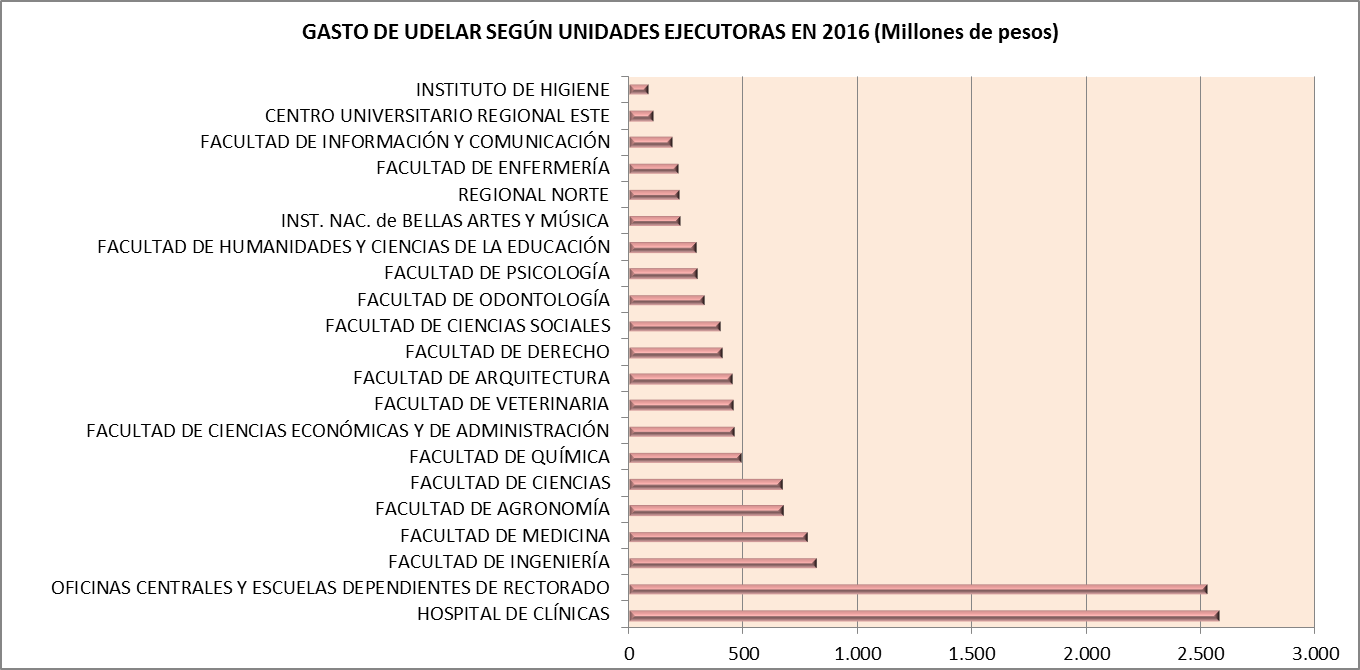 GASTO DE UDELAR SEGÚN UNIDADES EJECUTORAS EN 2016 (Millones de pesos)
INSTITUTO DE HIGIENE
CENTRO UNIVERSITARIO REGIONAL ESTE
FACULTAD DE INFORMACIÓN Y COMUNICACIÓN
FACULTAD DE ENFERMERÍA
REGIONAL NORTE
INST. NAC. de BELLAS ARTES Y MÚSICA
FACULTAD DE HUMANIDADES Y CIENCIAS DE LA EDUCACIÓN
FACULTAD DE PSICOLOGÍA
FACULTAD DE ODONTOLOGÍA
FACULTAD DE CIENCIAS SOCIALES
FACULTAD DE DERECHO
FACULTAD DE ARQUITECTURA
FACULTAD DE VETERINARIA
FACULTAD DE CIENCIAS ECONÓMICAS Y DE ADMINISTRACIÓN
FACULTAD DE QUÍMICA
FACULTAD DE CIENCIAS
FACULTAD DE AGRONOMÍA
FACULTAD DE MEDICINA
FACULTAD DE INGENIERÍA
OFICINAS CENTRALES Y ESCUELAS DEPENDIENTES DE RECTORADO
HOSPITAL DE CLÍNICAS
0 500 1.000 1.500 2.000 2.500 3.000